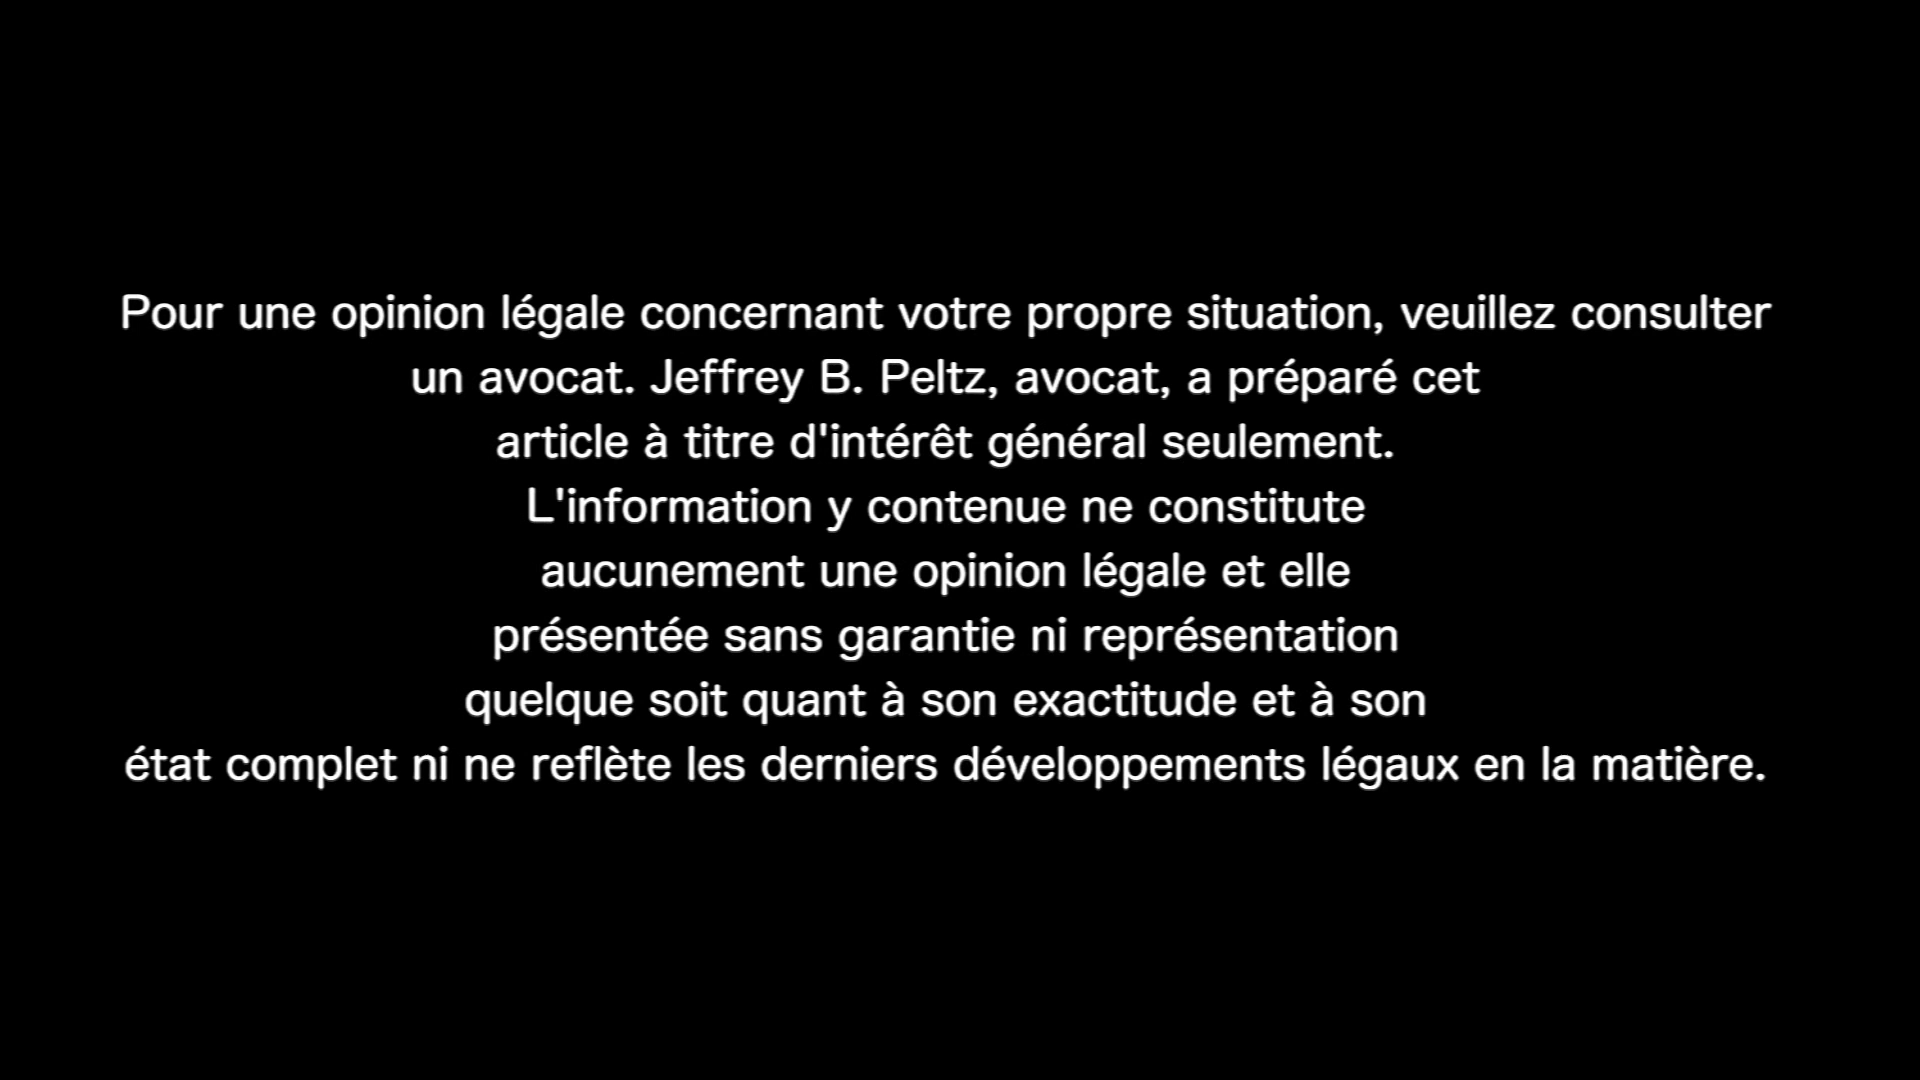 Pour une opinion légale concernant votre propre situation, veuillez consulter
un avocat. Jeffrey B. Peltz, avocat, a préparé cet
article à titre d'intérêt général seulement.
L'information y contenue ne constitute
aucunement une opinion légale et elle
présentée sans garantie ni représentation
quelque soit quant à son exactitude et à son
état complet ni ne reflète les derniers développements légaux en la matière.